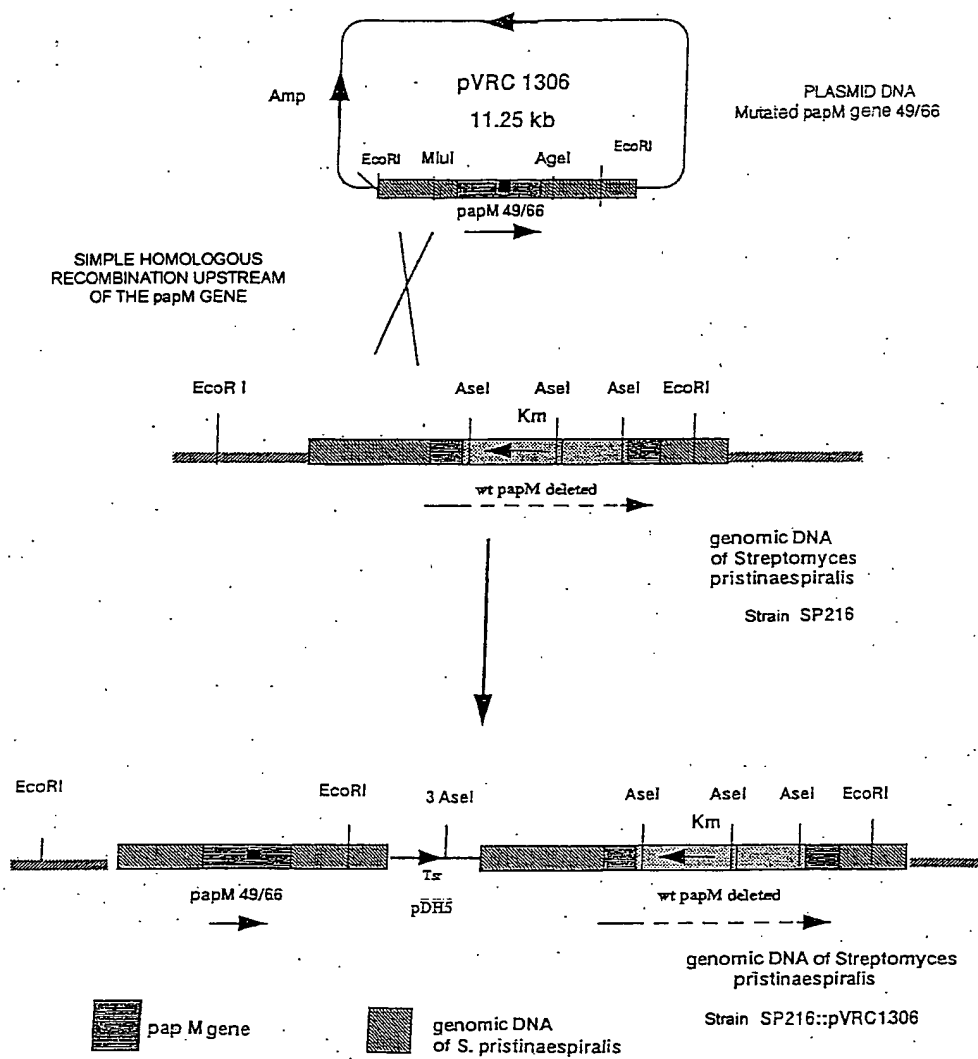 Amp
pVRC 1306
11.25 kb
PLASMID DNA
Mutated papM gene 49/66
EcoRI
MluI
AgeI
EcoRI
papM 49/66
SIMPLE HOMOLOGOUS
RECOMBINATION UPSTREAM
OF THE papM GENE
EcoR I
AseI
AseI
AseI
EcoRI
Km
wt papM deleted
genomic DNA
of Streptomyces
pristinaespiralis
Strain SP216
EcoRI
EcoRI
3 AseI
AseI
AseI
AseI
EcoRI
Km
papM 49/66
Tsr
pDH5
wt papM deleted
genomic DNA of Streptomyces
pristinaespiralis
Strain SP216::pVRC1306
pap M gene
genomic DNA
of S. pristinaespiralis